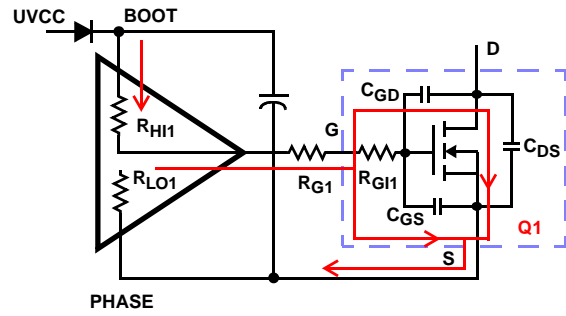 UVCC
BOOT
D
CGD
RHI1
G
CDS
RLO1
RG1
RGI1
CGS
Q1
S
PHASE